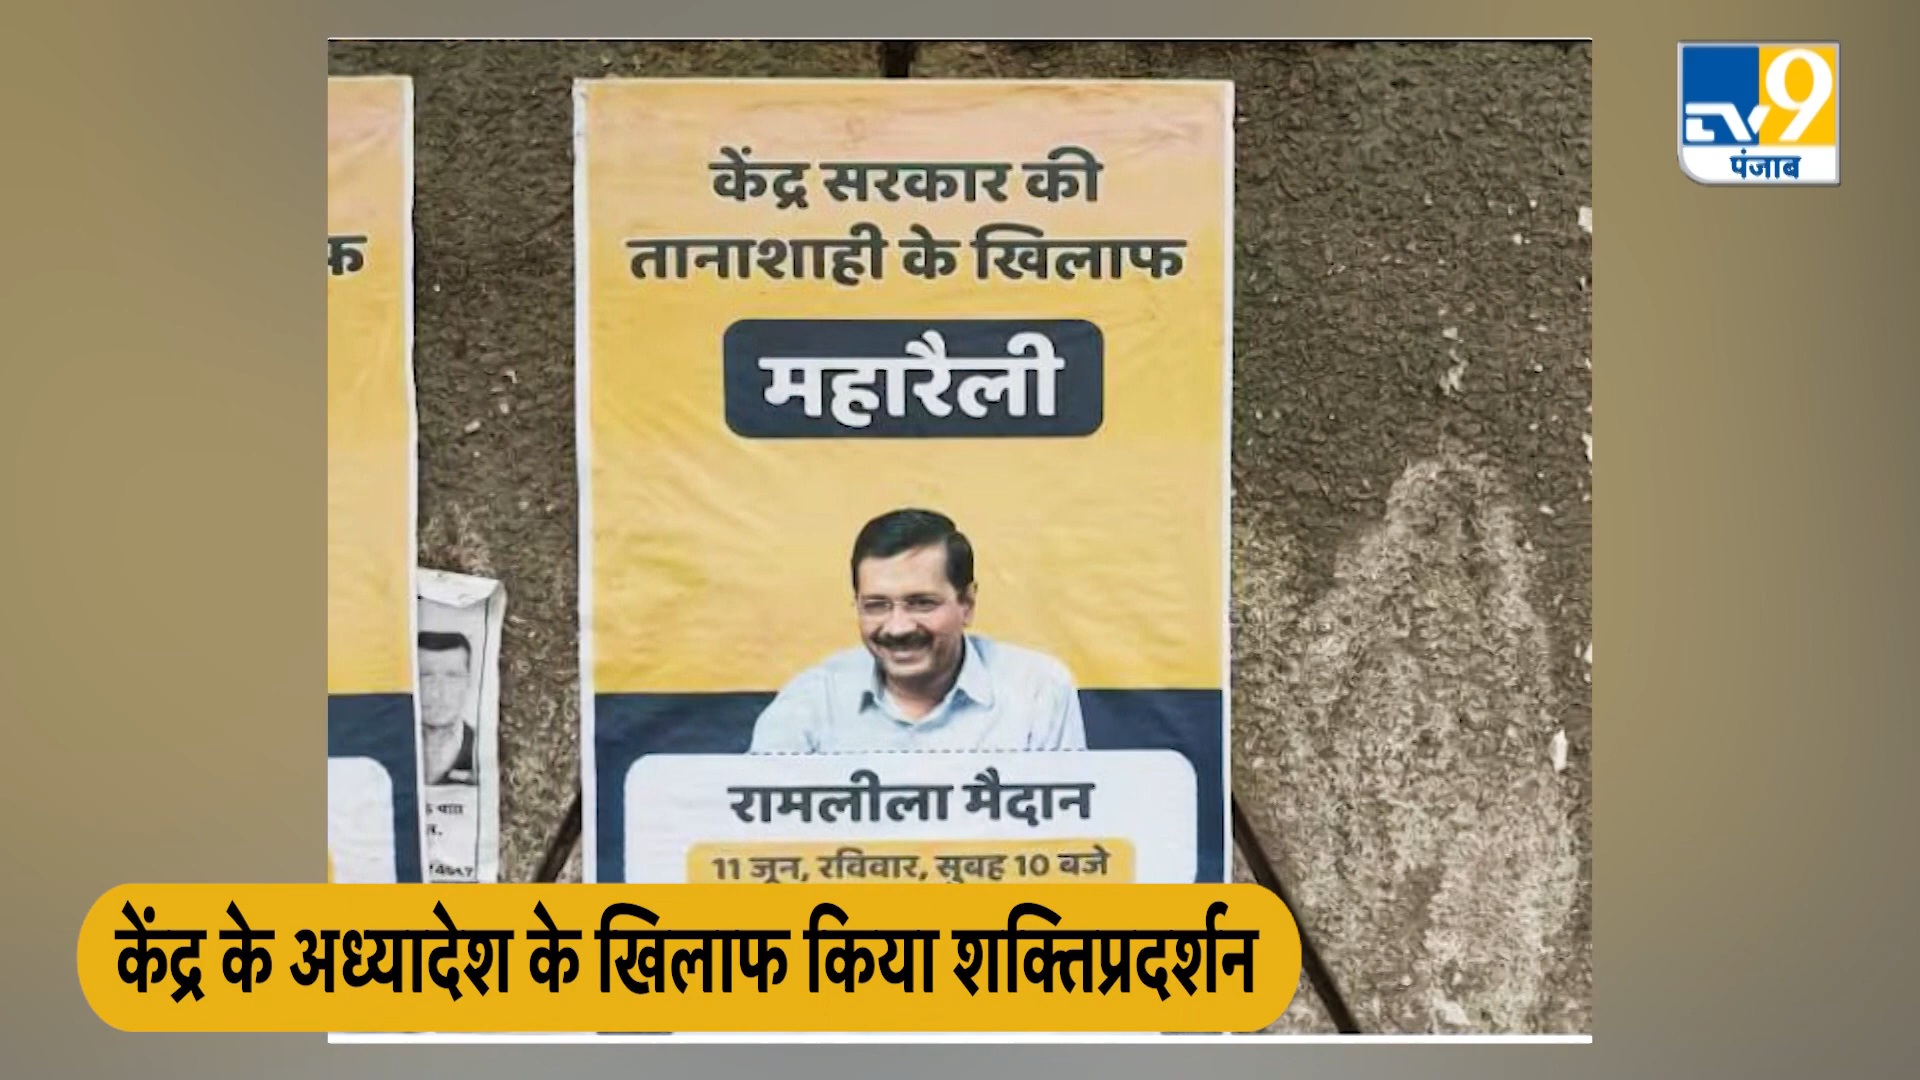 TV9
पंजाब
केंद्र सरकार की
तानाशाही के खिलाफ
महारैली
रामलीला मैदान
11 जून, रविवार, सुबह 10 बजे
केंद्र के अध्यादेश के खिलाफ किया शक्तिप्रदर्शन